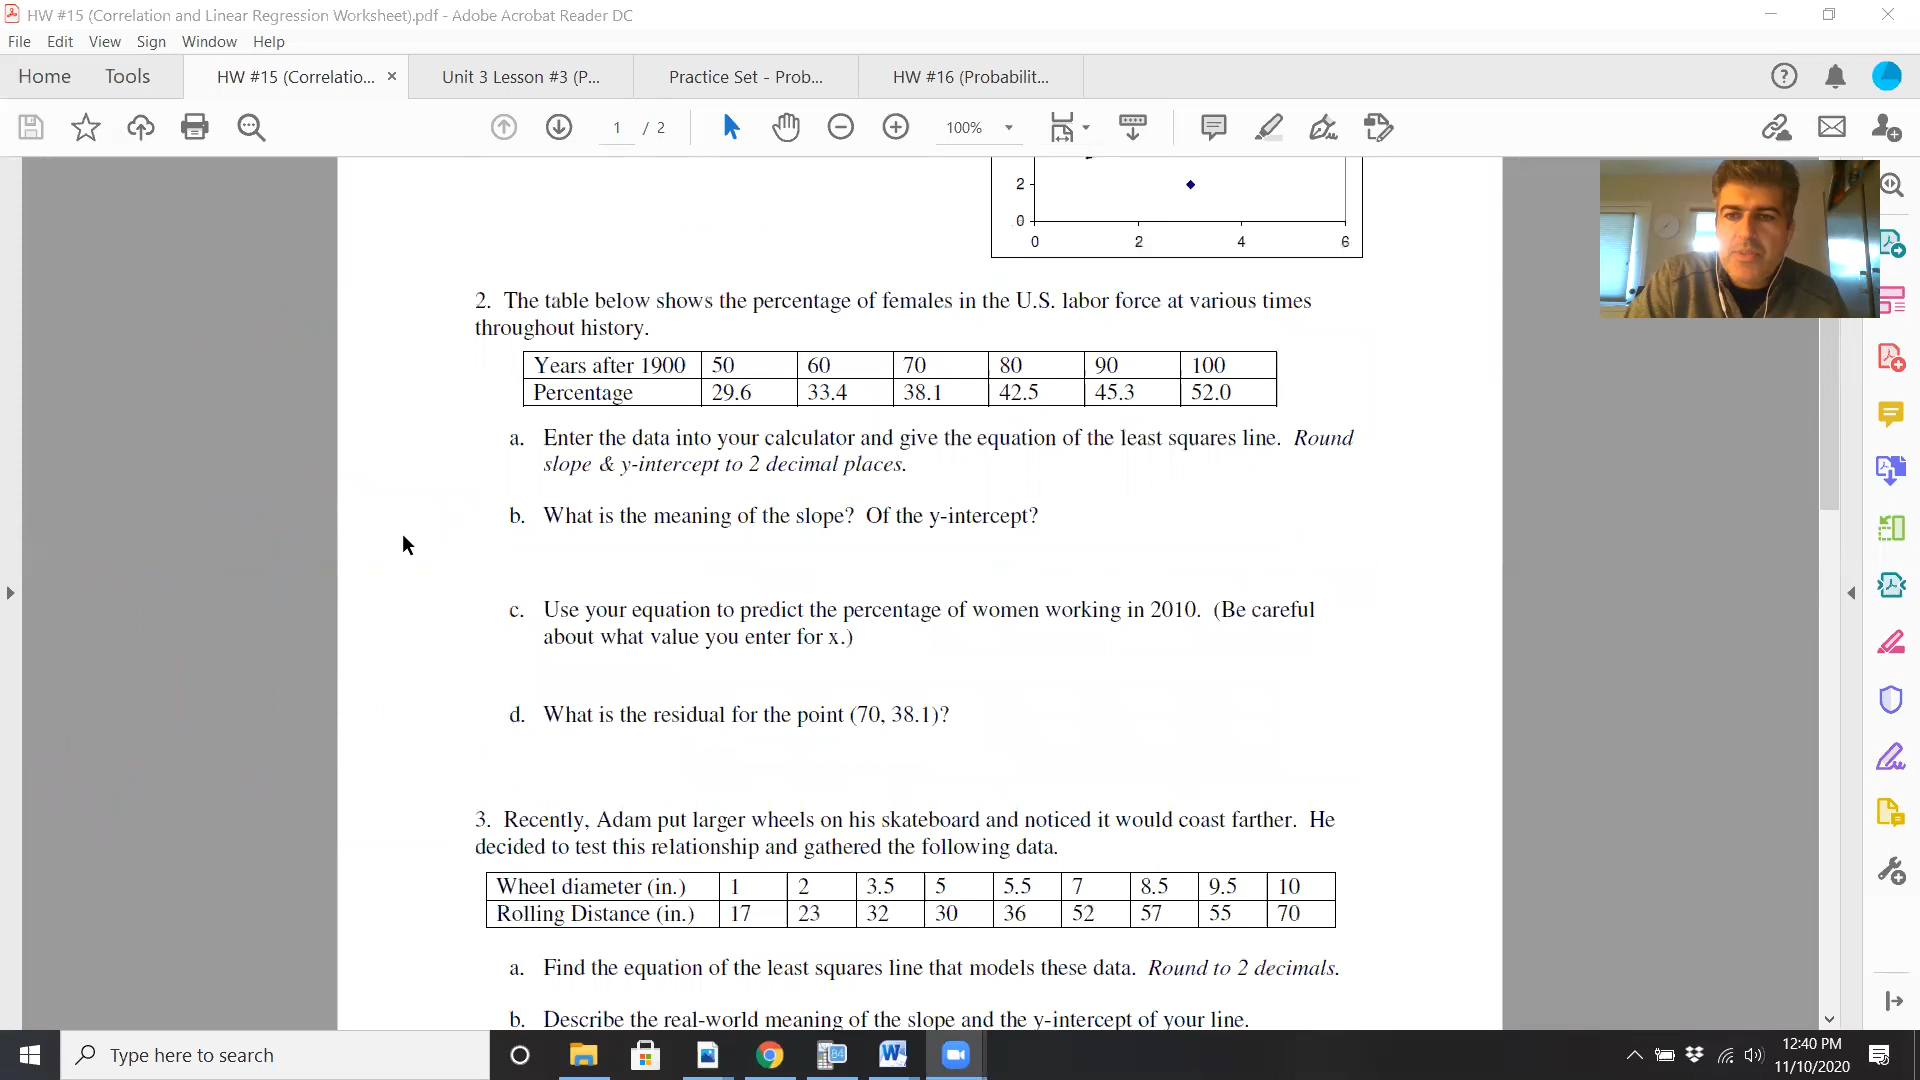 HW #15 (Correlation and Linear Regression Worksheet).pdf - Adobe Acrobat Reader DC
File Edit View Sign Window Help
Home Tools HW #15 (Correlatio... × Unit 3 Lesson #3 (P... Practice Set - Prob... HW #16 (Probabilit...
1 / 2 100%
2
0
0 2 4 6
2. The table below shows the percentage of females in the U.S. labor force at various times
throughout history.
Years after 1900 50 60 70 80 90 100
Percentage 29.6 33.4 38.1 42.5 45.3 52.0
a. Enter the data into your calculator and give the equation of the least squares line. Round
slope & y-intercept to 2 decimal places.
b. What is the meaning of the slope? Of the y-intercept?
c. Use your equation to predict the percentage of women working in 2010. (Be careful
about what value you enter for x.)
d. What is the residual for the point (70, 38.1)?
3. Recently, Adam put larger wheels on his skateboard and noticed it would coast farther. He
decided to test this relationship and gathered the following data.
Wheel diameter (in.) 1 2 3.5 5 5.5 7 8.5 9.5 10
Rolling Distance (in.) 17 23 32 30 36 52 57 55 70
a. Find the equation of the least squares line that models these data. Round to 2 decimals.
b. Describe the real-world meaning of the slope and the y-intercept of your line.
Type here to search
12:40 PM
11/10/2020